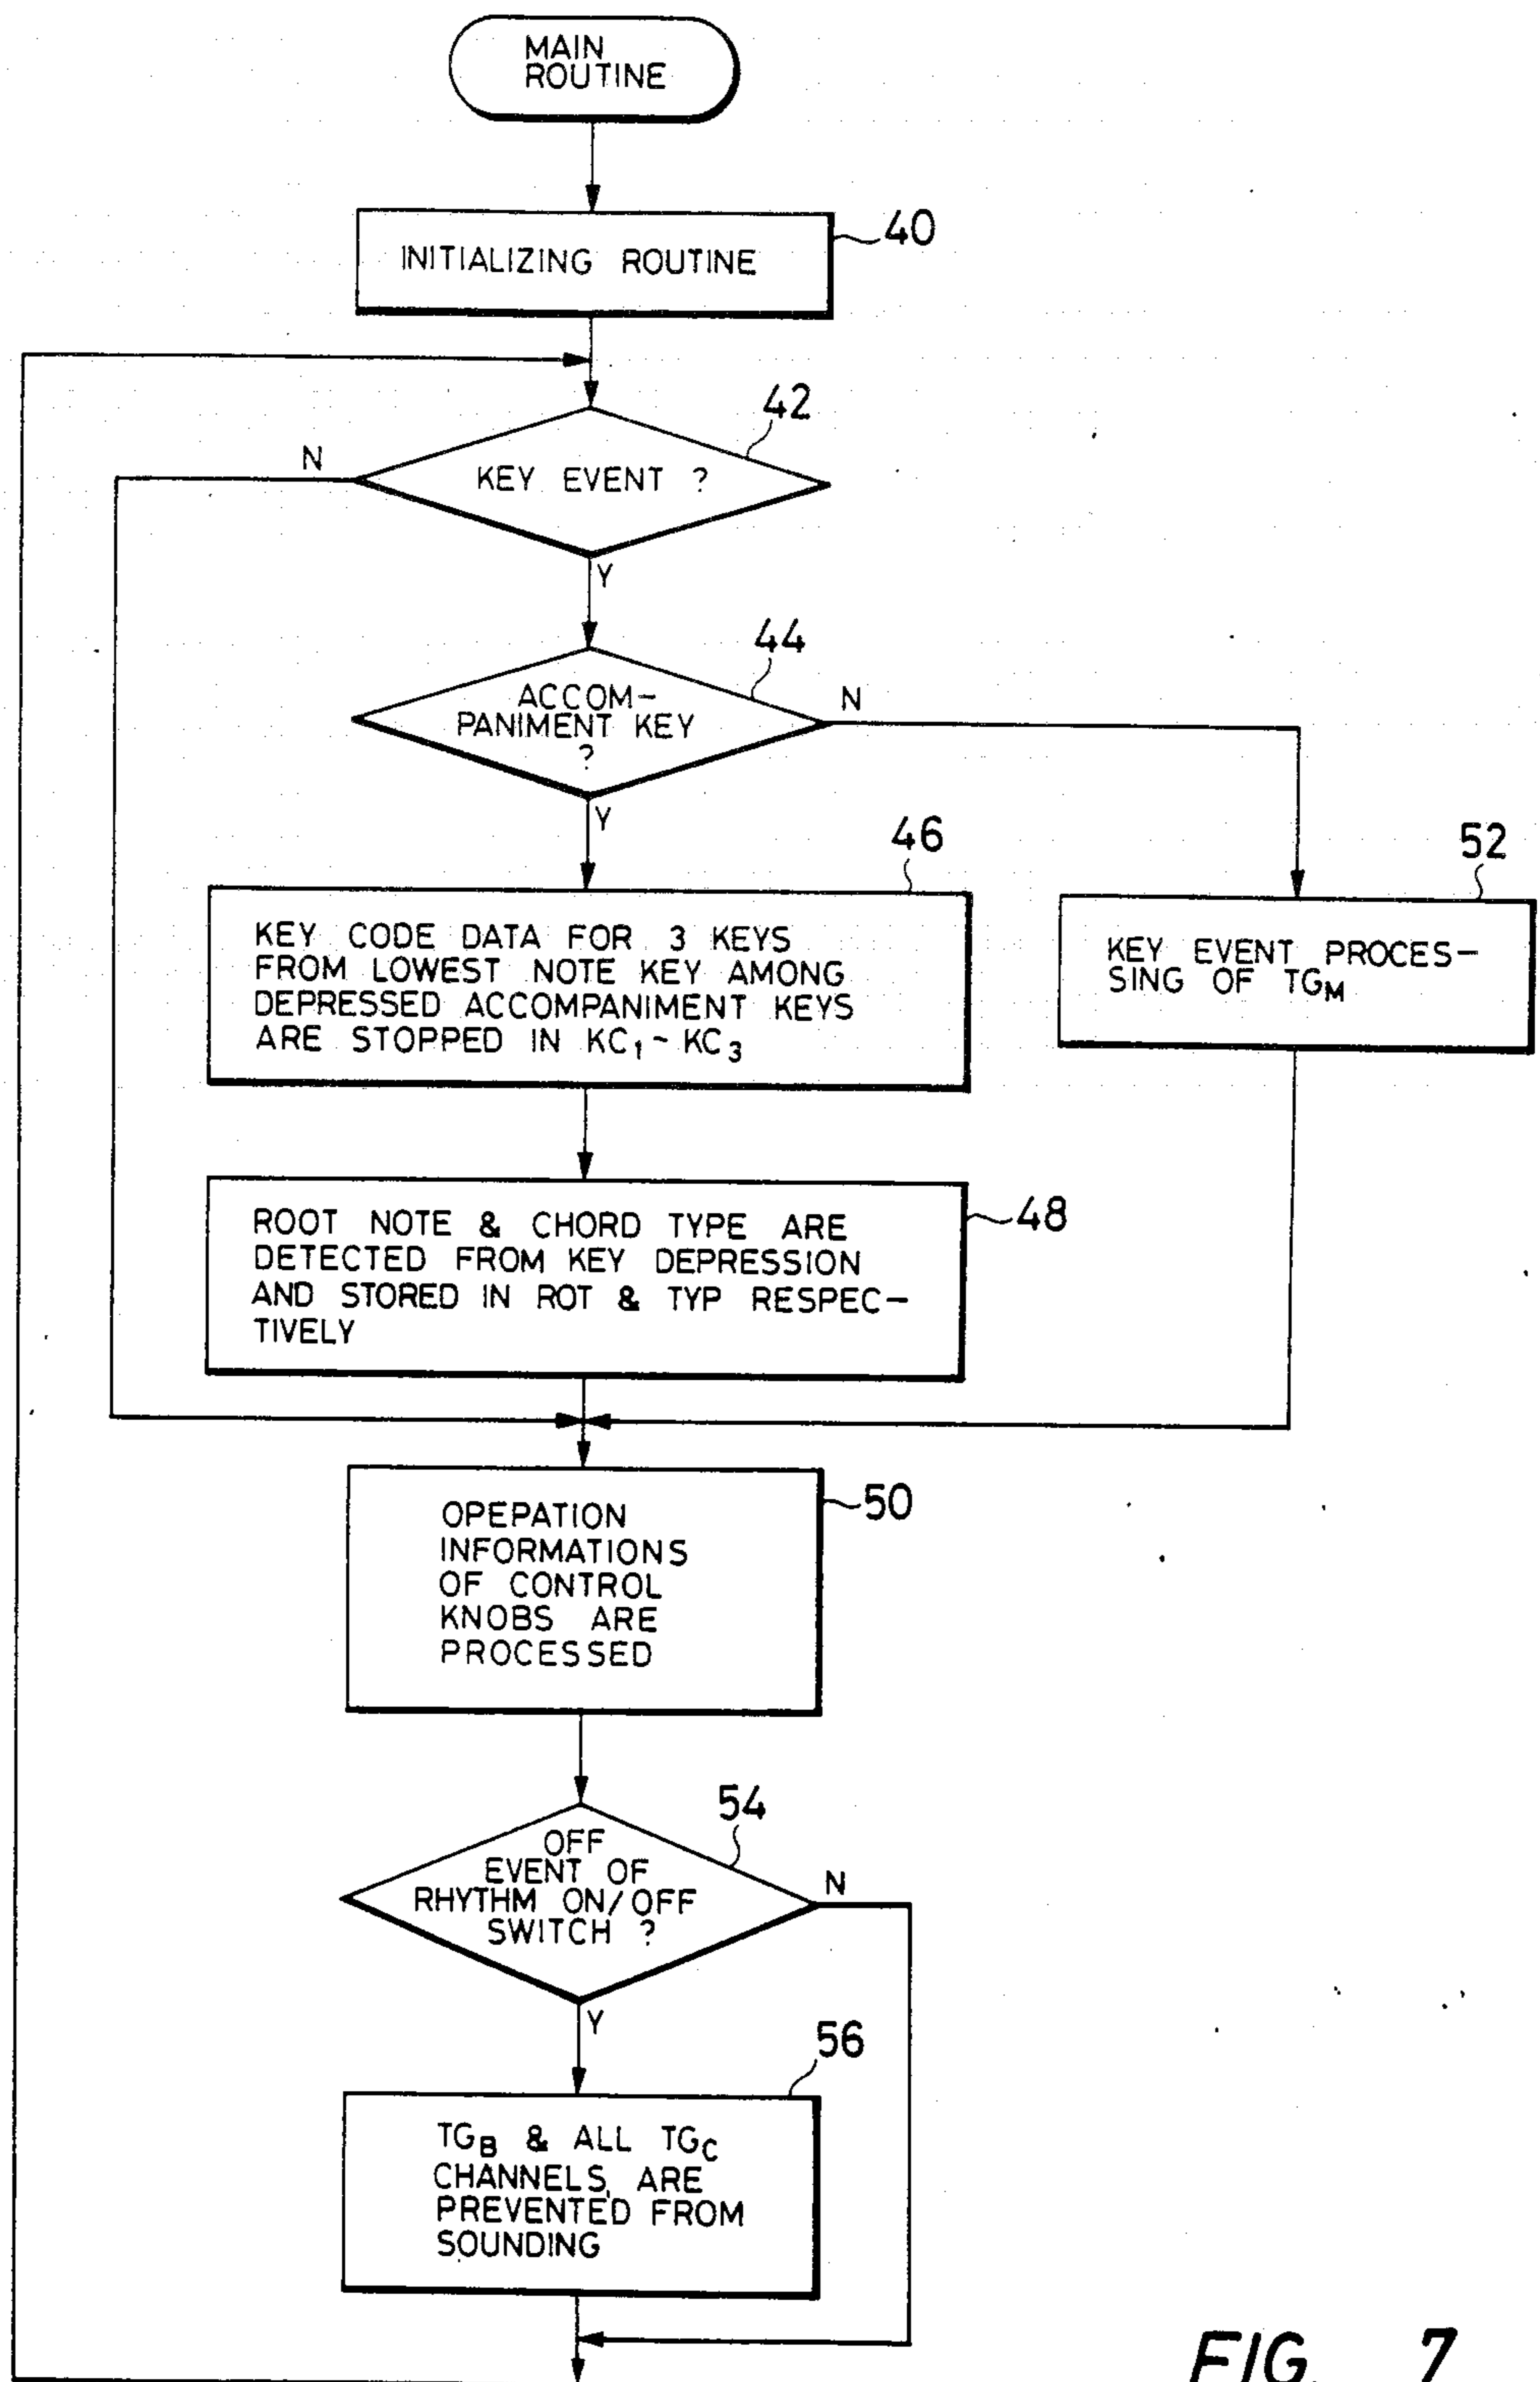 MAIN
ROUTINE
INITIALIZING ROUTINE
40
42
N
KEY EVENT ?
Y
44
ACCOM-
PANIMENT KEY
?
N
Y
46
52
KEY CODE DATA FOR 3 KEYS
FROM LOWEST NOTE KEY AMONG
DEPRESSED ACCOMPANIMENT KEYS
ARE STOPPED IN KC₁ ~ KC₃
KEY EVENT PROCES-
SING OF TG_M
ROOT NOTE & CHORD TYPE ARE
DETECTED FROM KEY DEPRESSION
AND STORED IN ROT & TYP RESPEC-
TIVELY
48
OPEPATION
INFORMATIONS
OF CONTROL
KNOBS ARE
PROCESSED
50
54
OFF
EVENT OF
RHYTHM ON/OFF
SWITCH ?
N
Y
56
TG_B & ALL TG_C
CHANNELS ARE
PREVENTED FROM
SOUNDING
FIG. 7